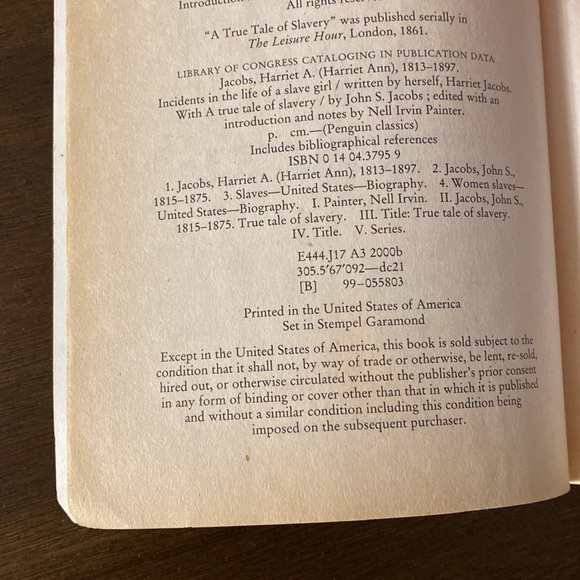 Introduction
All rights
"A True Tale of Slavery" was published serially in
The Leisure Hour, London, 1861.
LIBRARY OF CONGRESS CATALOGING IN PUBLICATION DATA
Jacobs, Harriet A. (Harriet Ann), 1813–1897.
Incidents in the life of a slave girl / written by herself, Harriet Jacobs.
With A true tale of slavery / by John S. Jacobs ; edited with an
introduction and notes by Nell Irvin Painter.
p. cm.—(Penguin classics)
Includes bibliographical references
ISBN 0 14 04.3795 9
1. Jacobs, Harriet A. (Harriet Ann), 1813–1897. 2. Jacobs, John S.,
1815–1875. 3. Slaves—United States—Biography. 4. Women slaves—
United States—Biography. I. Painter, Nell Irvin. II. Jacobs, John S.,
1815–1875. True tale of slavery. III. Title: True tale of slavery.
IV. Title. V. Series.
E444.J17 A3 2000b
305.5'67'092—dc21
[B] 99–055803
Printed in the United States of America
Set in Stempel Garamond
Except in the United States of America, this book is sold subject to the
condition that it shall not, by way of trade or otherwise, be lent, re-sold,
hired out, or otherwise circulated without the publisher's prior consent
in any form of binding or cover other than that in which it is published
and without a similar condition including this condition being
imposed on the subsequent purchaser.